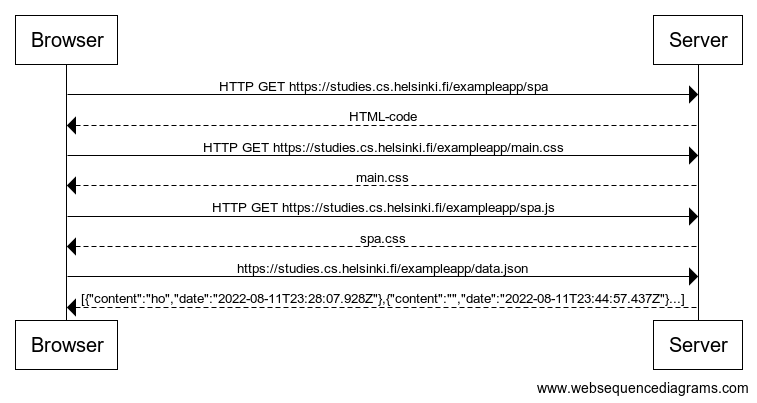 Browser
Server
HTTP GET https://studies.cs.helsinki.fi/exampleapp/spa
HTML-code
HTTP GET https://studies.cs.helsinki.fi/exampleapp/main.css
main.css
HTTP GET https://studies.cs.helsinki.fi/exampleapp/spa.js
spa.css
https://studies.cs.helsinki.fi/exampleapp/data.json
[{"content":"ho","date":"2022-08-11T23:28:07.928Z"},{"content":"","date":"2022-08-11T23:44:57.437Z"}...]
Browser
Server
www.websequencediagrams.com